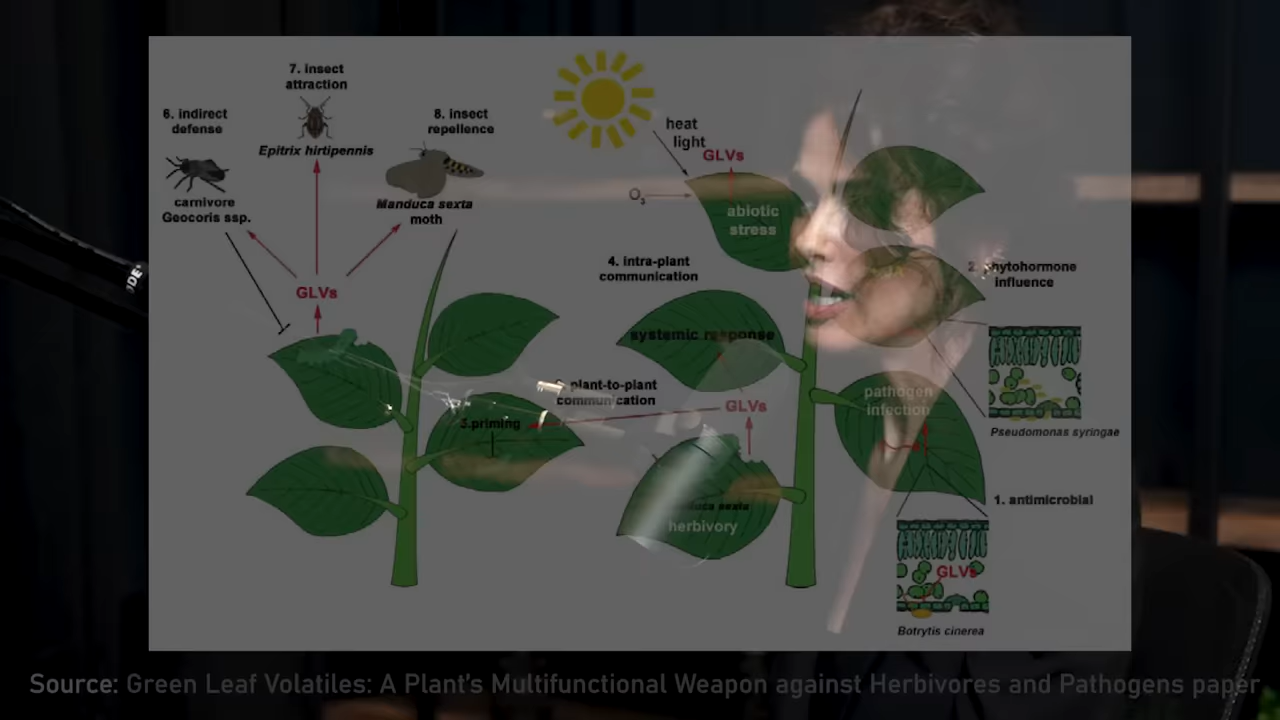 7. insect
attraction
6. indirect
defense
8. insect
repellence
Epitrix hirtipennis
carnivore
Geocoris ssp.
Manduca sexta
moth
GLVs
heat
light
GLVs
O3
abiotic
stress
4. intra-plant
communication
2. phytohormone
influence
systemic response
plant-to-plant
communication
5.priming
GLVs
pathogen
infection
Pseudomonas syringae
sexta
herbivory
1. antimicrobial
GLVs
Botrytis cinerea
Source: Green Leaf Volatiles: A Plant's Multifunctional Weapon against Herbivores and Pathogens paper